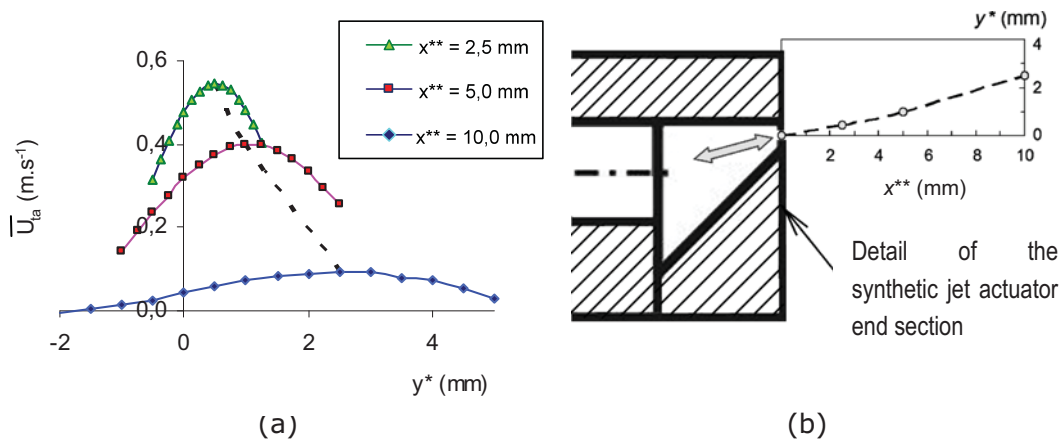 x** = 2,5 mm
x** = 5,0 mm
x** = 10,0 mm
0,6
0,4
0,2
0,0
U̅ta (m.s-1)
-2 0 2 4
y* (mm)
(a)
y* (mm)
4
2
0
0 2 4 6 8 10
x** (mm)
Detail of the
synthetic jet actuator
end section
(b)